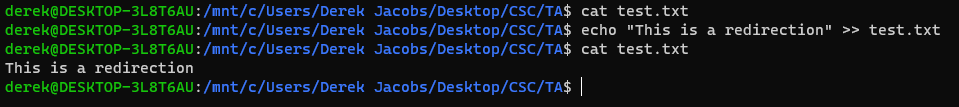 derek@DESKTOP-3L8T6AU:/mnt/c/Users/Derek Jacobs/Desktop/CSC/TA$ cat test.txt
derek@DESKTOP-3L8T6AU:/mnt/c/Users/Derek Jacobs/Desktop/CSC/TA$ echo "This is a redirection" >> test.txt
derek@DESKTOP-3L8T6AU:/mnt/c/Users/Derek Jacobs/Desktop/CSC/TA$ cat test.txt
This is a redirection
derek@DESKTOP-3L8T6AU:/mnt/c/Users/Derek Jacobs/Desktop/CSC/TA$